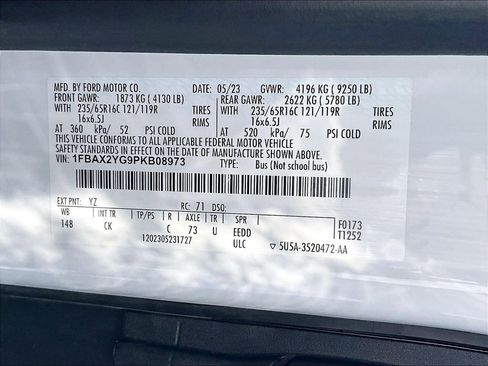 MFD. BY FORD MOTOR CO. 05/23 GVWR: 4196 KG ( 9250 LB)
FRONT GAWR: 1873 KG ( 4130 LB) REAR GAWR: 2622 KG ( 5780 LB)
WITH 235/65R16C 121/119R TIRES WITH 235/65R16C 121/119R TIRES
16x6.5J RIMS 16x6.5J RIMS
AT 360 kPa/ 52 PSI COLD AT 520 kPa/ 75 PSI COLD
THIS VEHICLE CONFORMS TO ALL APPLICABLE FEDERAL MOTOR VEHICLE
SAFETY STANDARDS IN EFFECT ON THE DATE OF MANUFACTURE SHOWN ABOVE.
VIN: 1FBAX2YG9PKB08973 TYPE: Bus (Not school bus)
EXT PNT: YZ RC: 71 DSO:
WB INT TR TP/PS R AXLE TR SPR F0173
148 CK C 73 U EEDD T1252
1202305231727 ULC ▽ 5USA-3520472-AA